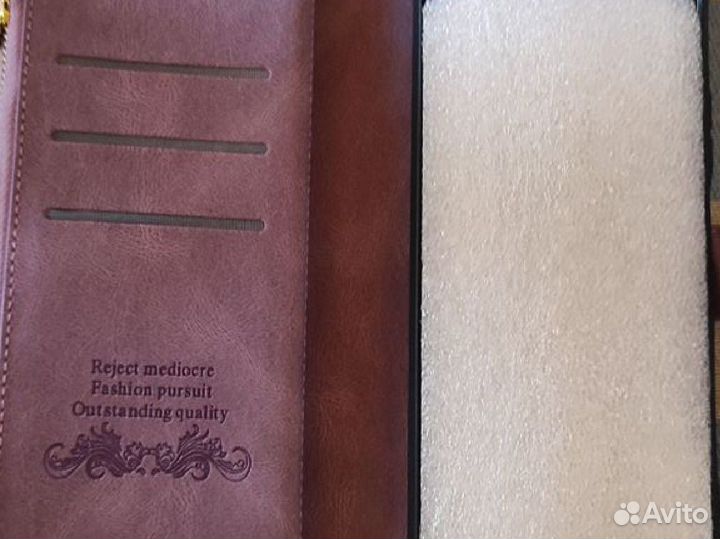 Reject mediocre
Fashion pursuit
Outstanding quality
Avito